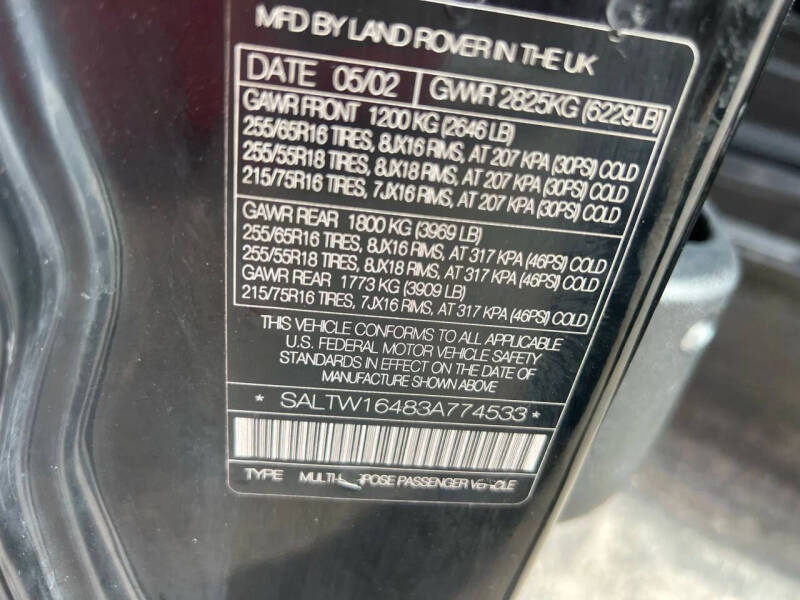 MFD BY LAND ROVER IN THE UK
DATE 05/02 GVWR 2825KG (6229LB)
GAWR FRONT 1200 KG (2646 LB)
255/65R16 TIRES, 8JX16 RIMS, AT 207 KPA (30PSI) COLD
255/55R18 TIRES, 8JX18 RIMS, AT 207 KPA (30PSI) COLD
215/75R16 TIRES, 7JX16 RIMS, AT 207 KPA (30PSI) COLD
GAWR REAR 1800 KG (3969 LB)
255/65R16 TIRES, 8JX16 RIMS, AT 317 KPA (46PSI) COLD
255/55R18 TIRES, 8JX18 RIMS, AT 317 KPA (46PSI) COLD
GAWR REAR 1773 KG (3909 LB)
215/75R16 TIRES, 7JX16 RIMS, AT 317 KPA (46PSI) COLD
THIS VEHICLE CONFORMS TO ALL APPLICABLE
U.S. FEDERAL MOTOR VEHICLE SAFETY
STANDARDS IN EFFECT ON THE DATE OF
MANUFACTURE SHOWN ABOVE
* SALTW16483A774533 *
TYPE PASSENGER VEHICLE